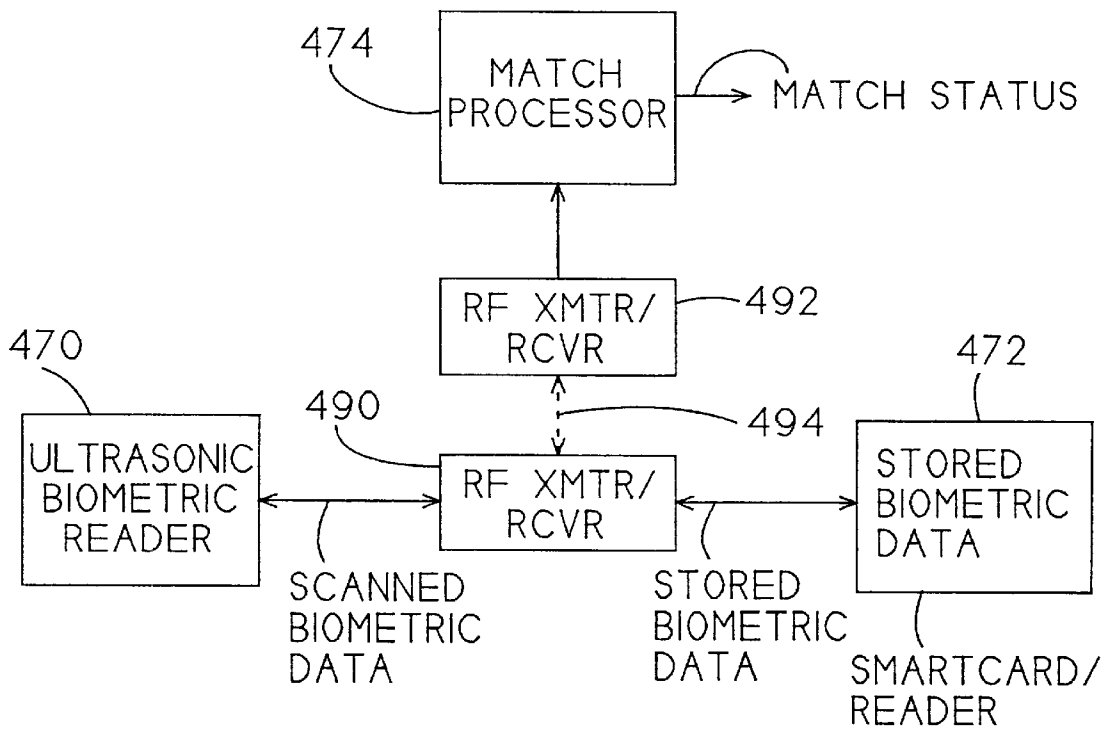 474
MATCH
PROCESSOR
MATCH STATUS
RF XMTR/
RCVR
492
470
472
490
494
ULTRASONIC
BIOMETRIC
READER
RF XMTR/
RCVR
STORED
BIOMETRIC
DATA
SCANNED
BIOMETRIC
DATA
STORED
BIOMETRIC
DATA
SMARTCARD/
READER